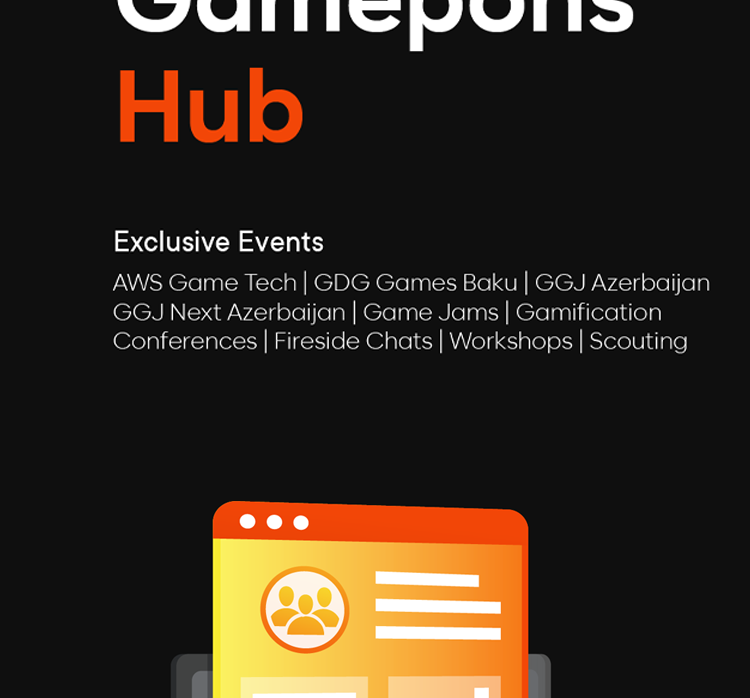 Gamepons
Hub
Exclusive Events
AWS Game Tech | GDG Games Baku | GGJ Azerbaijan
GGJ Next Azerbaijan | Game Jams | Gamification
Conferences | Fireside Chats | Workshops | Scouting